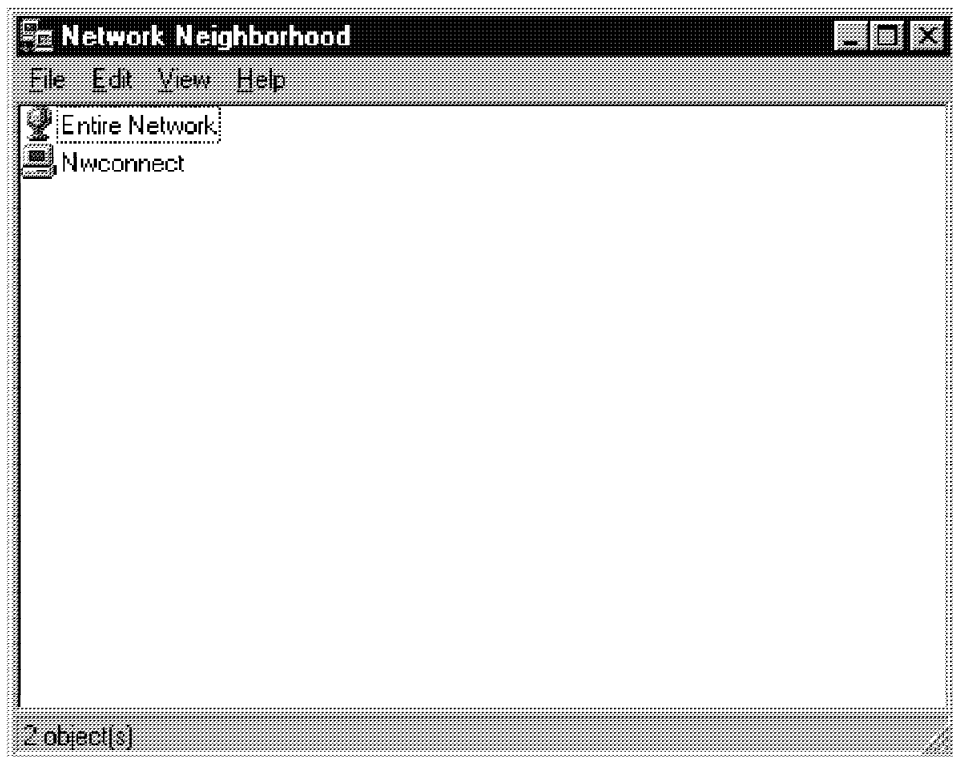 Network Neighborhood
File Edit View Help
Entire Network
Nwconnect
2 object(s)